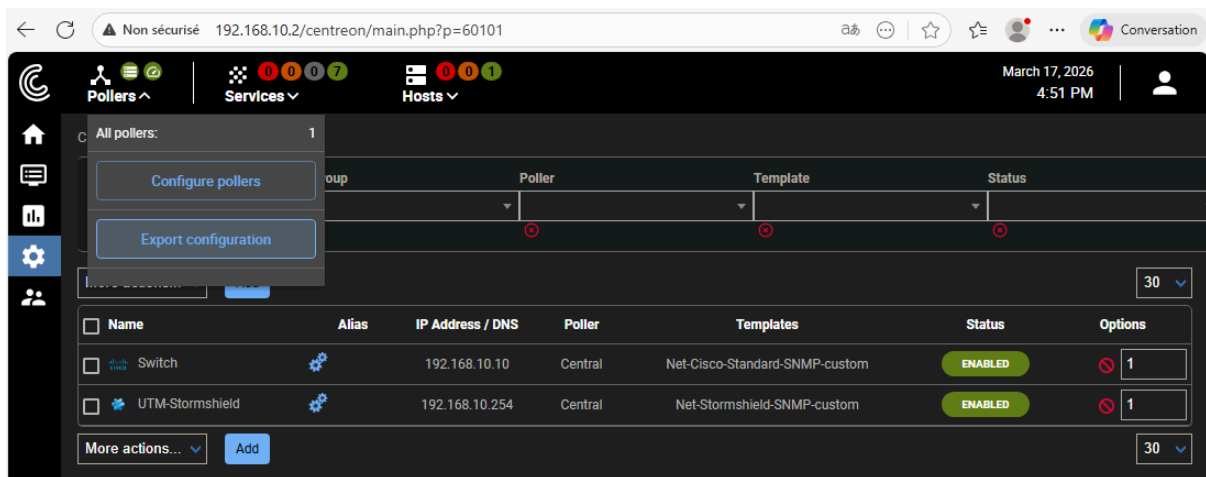 Non sécurisé 192.168.10.2/centreon/main.php?p=60101 aあ Conversation
Pollers Services 0 0 0 7 Hosts 0 0 1 March 17, 2026
4:51 PM
C All pollers: 1
Configure pollers
oup Poller Template Status
Export configuration
30
Name Alias IP Address / DNS Poller Templates Status Options
Switch 192.168.10.10 Central Net-Cisco-Standard-SNMP-custom ENABLED 1
UTM-Stormshield 192.168.10.254 Central Net-Stormshield-SNMP-custom ENABLED 1
More actions... Add 30